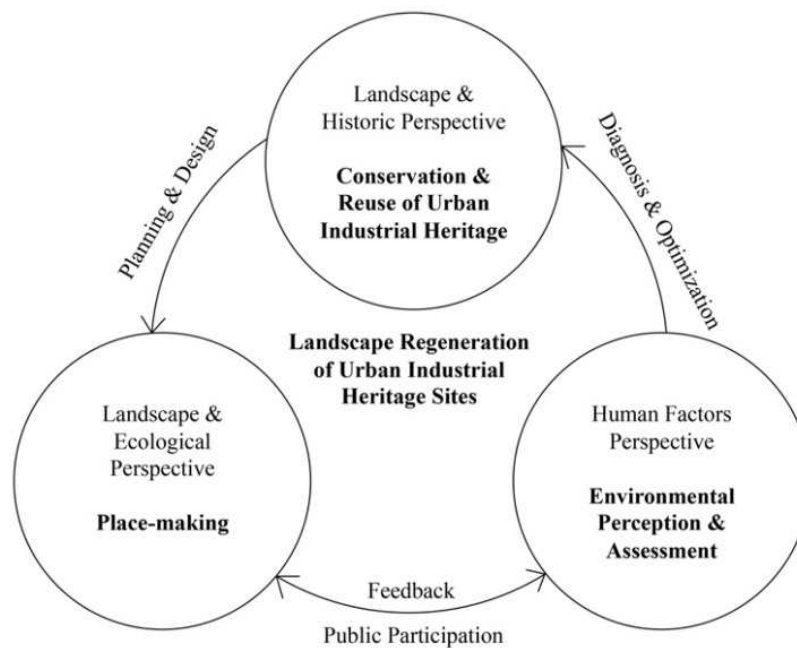 Landscape &
Historic Perspective
Conservation &
Reuse of Urban
Industrial Heritage
Planning & Design
Diagnosis & Optimization
Landscape Regeneration
of Urban Industrial
Heritage Sites
Landscape &
Ecological
Perspective
Place-making
Human Factors
Perspective
Environmental
Perception &
Assessment
Feedback
Public Participation